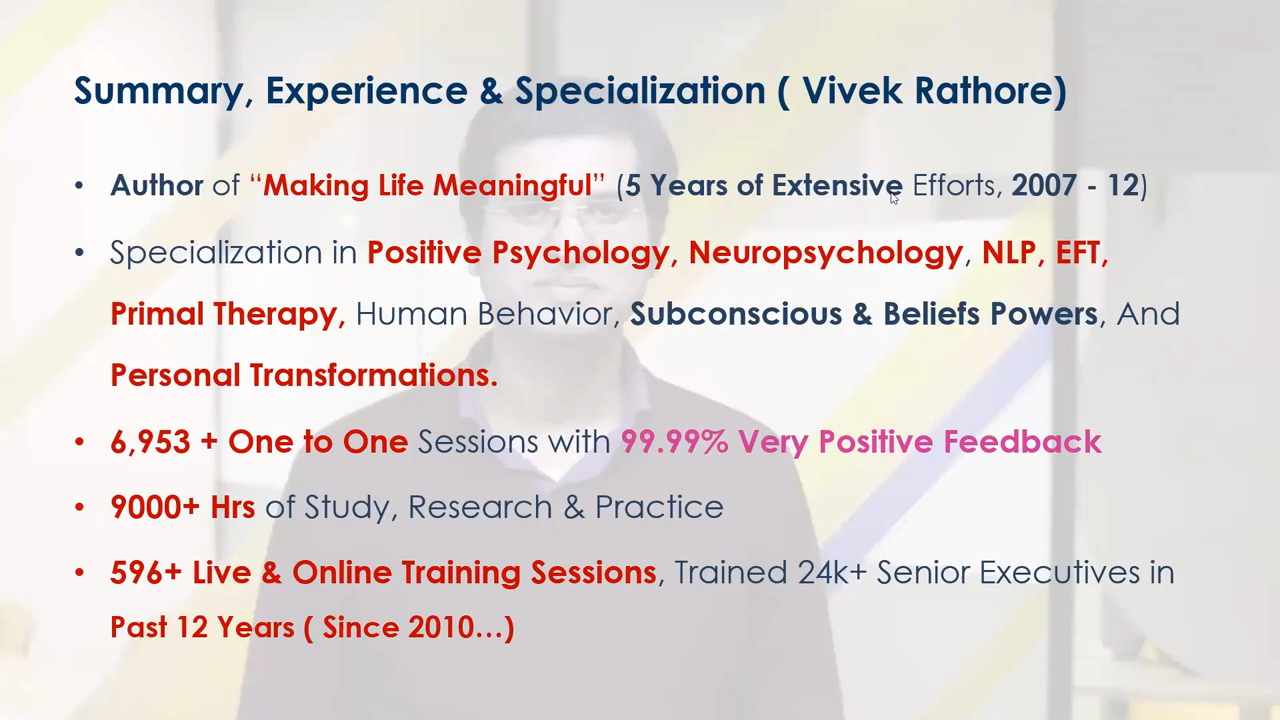 Summary, Experience & Specialization ( Vivek Rathore)
• Author of “Making Life Meaningful” (5 Years of Extensive Efforts, 2007 - 12)
• Specialization in Positive Psychology, Neuropsychology, NLP, EFT,
Primal Therapy, Human Behavior, Subconscious & Beliefs Powers, And
Personal Transformations.
• 6,953 + One to One Sessions with 99.99% Very Positive Feedback
• 9000+ Hrs of Study, Research & Practice
• 596+ Live & Online Training Sessions, Trained 24k+ Senior Executives in
Past 12 Years ( Since 2010...)